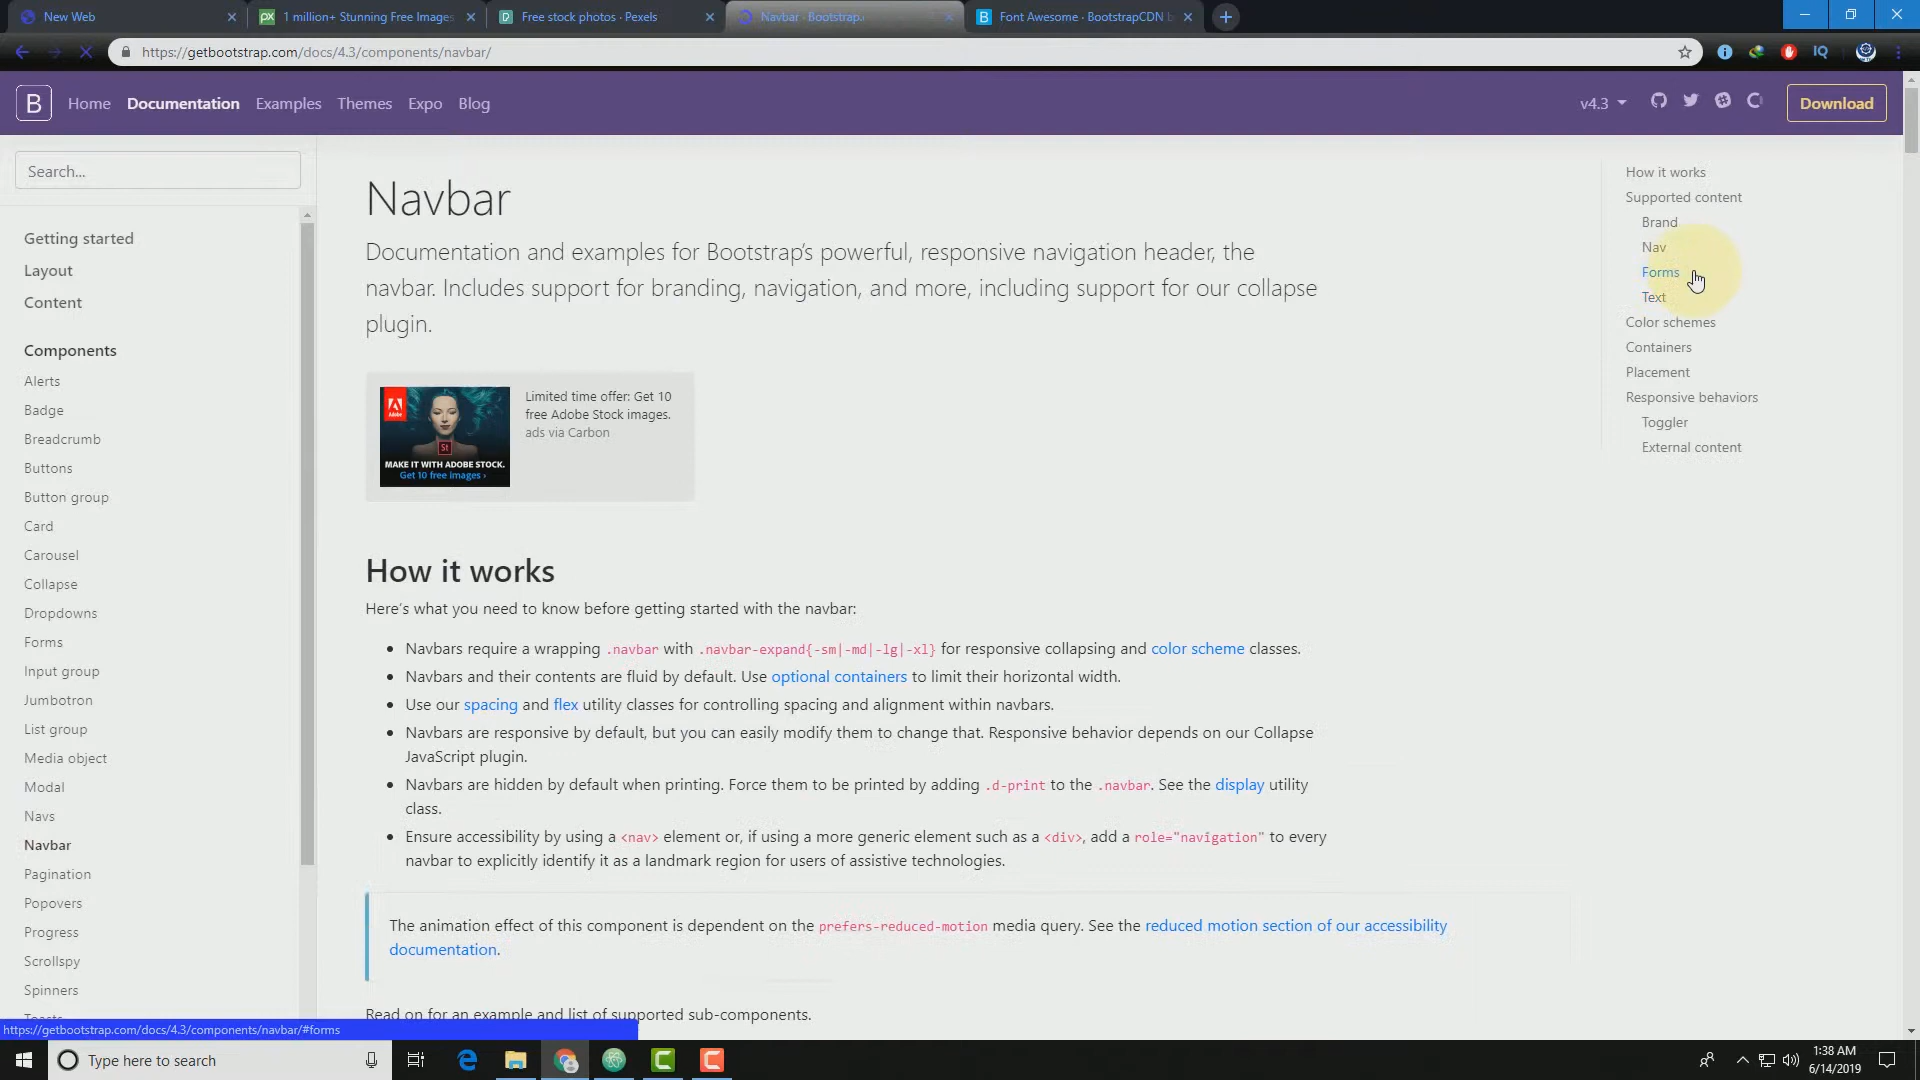 New Web
1 million+ Stunning Free Images
Free stock photos · Pexels
Navbar · Bootstrap.
Font Awesome · BootstrapCDN b
https://getbootstrap.com/docs/4.3/components/navbar/
IQ
B
Home
Documentation
Examples
Themes
Expo
Blog
v4.3
Download
Search...
Getting started
Layout
Content
Components
Alerts
Badge
Breadcrumb
Buttons
Button group
Card
Carousel
Collapse
Dropdowns
Forms
Input group
Jumbotron
List group
Media object
Modal
Navs
Navbar
Pagination
Popovers
Progress
Scrollspy
Spinners
Navbar
Documentation and examples for Bootstrap's powerful, responsive navigation header, the
navbar. Includes support for branding, navigation, and more, including support for our collapse
plugin.
Adobe
St
MAKE IT WITH ADOBE STOCK.
Get 10 free images ›
Limited time offer: Get 10
free Adobe Stock images.
ads via Carbon
How it works
Here's what you need to know before getting started with the navbar:
Navbars require a wrapping .navbar with .navbar-expand{-sm|-md|-lg|-xl} for responsive collapsing and color scheme classes.
Navbars and their contents are fluid by default. Use optional containers to limit their horizontal width.
Use our spacing and flex utility classes for controlling spacing and alignment within navbars.
Navbars are responsive by default, but you can easily modify them to change that. Responsive behavior depends on our Collapse
JavaScript plugin.
Navbars are hidden by default when printing. Force them to be printed by adding .d-print to the .navbar. See the display utility
class.
Ensure accessibility by using a <nav> element or, if using a more generic element such as a <div>, add a role="navigation" to every
navbar to explicitly identify it as a landmark region for users of assistive technologies.
The animation effect of this component is dependent on the prefers-reduced-motion media query. See the reduced motion section of our accessibility
documentation.
Read on for an example and list of supported sub-components.
How it works
Supported content
Brand
Nav
Forms
Text
Color schemes
Containers
Placement
Responsive behaviors
Toggler
External content
https://getbootstrap.com/docs/4.3/components/navbar/#forms
Type here to search
1:38 AM
6/14/2019